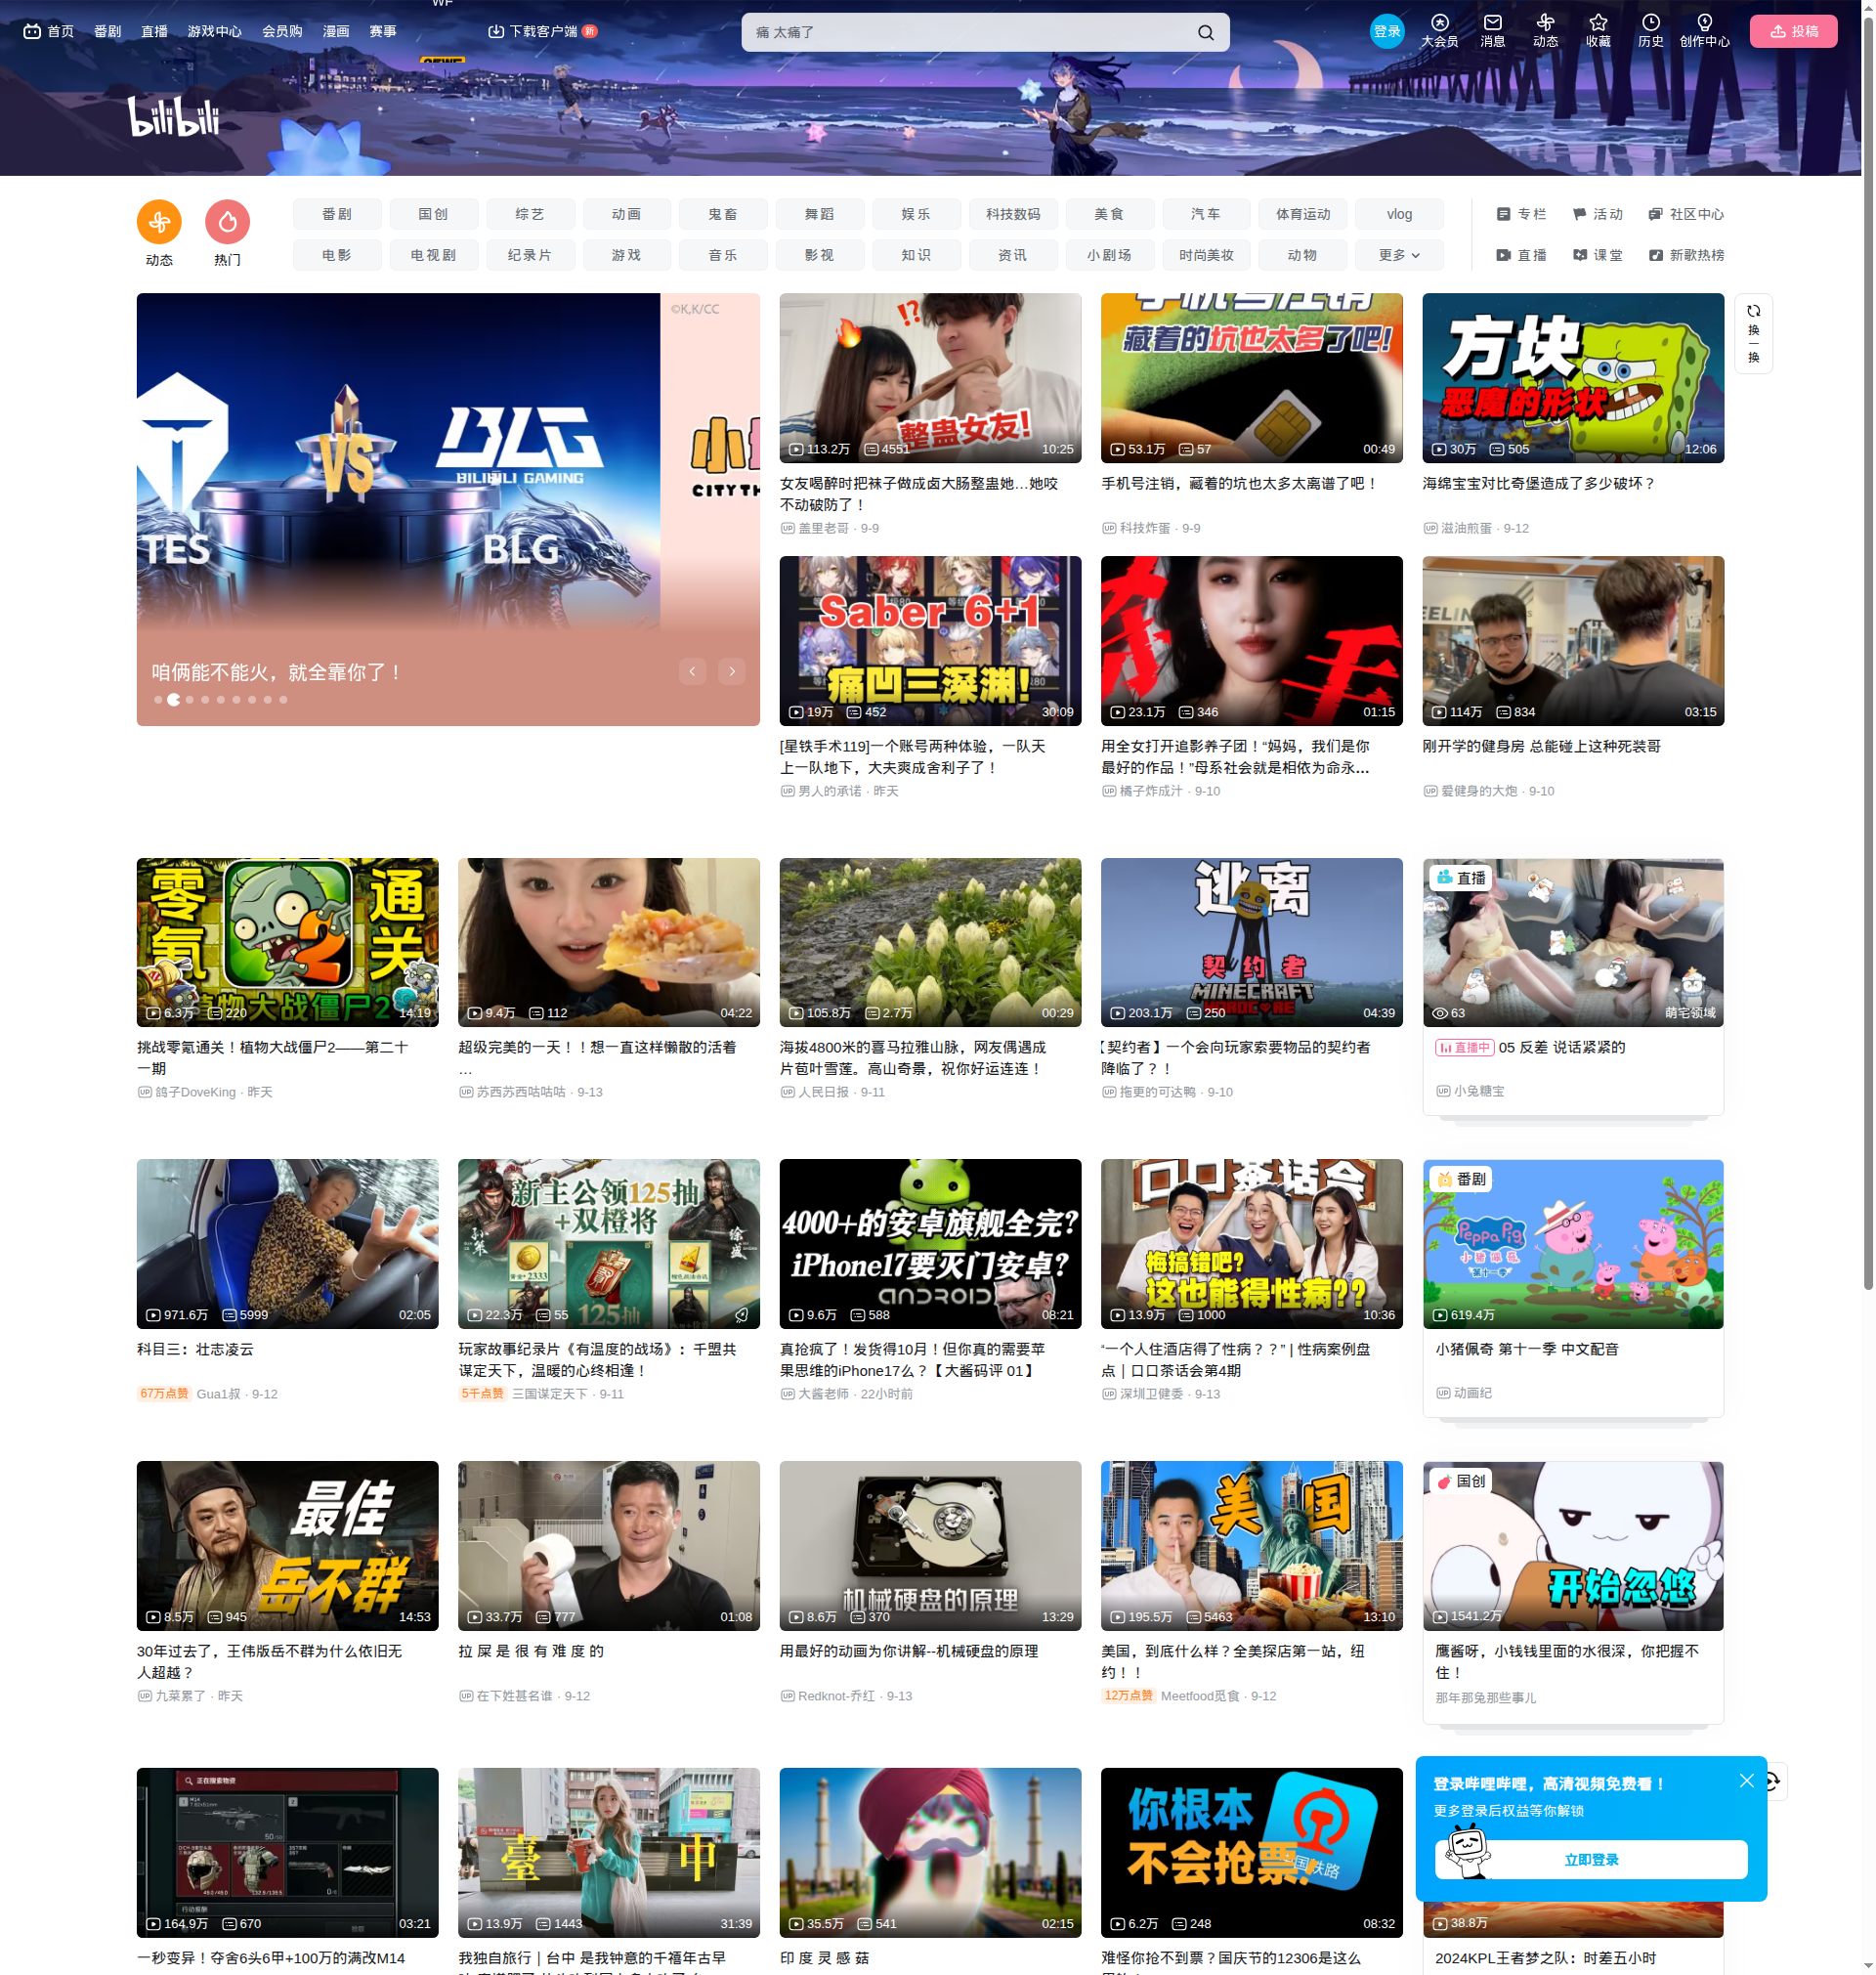 首页 番剧 直播 游戏中心 会员购 漫画 赛事 下载客户端 新
痛 太痛了
登录 大会员 消息 动态 收藏 历史 创作中心 投稿
bilibili
动态 热门
番剧 国创 综艺 动画 鬼畜 舞蹈 娱乐 科技数码 美食 汽车 体育运动 vlog
电影 电视剧 纪录片 游戏 音乐 影视 知识 资讯 小剧场 时尚美妆 动物 更多
专栏 活动 社区中心
直播 课堂 新歌热榜
©K,K/CC
VS
BLG
BILIBILI GAMING
TES
BLG
咱俩能不能火，就全靠你了！
换一换
!?
整蛊女友!
113.2万 4551 10:25
女友喝醉时把袜子做成卤大肠整蛊她…她咬
不动破防了！
盖里老哥 · 9-9
手机号注销
藏着的坑也太多了吧!
53.1万 57 00:49
手机号注销，藏着的坑也太多太离谱了吧！
科技炸蛋 · 9-9
方块
恶魔的形状
30万 505 12:06
海绵宝宝对比奇堡造成了多少破坏？
滋油煎蛋 · 9-12
Saber 6+1
痛凹三深渊!
19万 452 30:09
[星铁手术119]一个账号两种体验，一队天
上一队地下，大夫爽成舍利子了！
男人的承诺 · 昨天
23.1万 346 01:15
用全女打开追影养子团！“妈妈，我们是你
最好的作品！”母系社会就是相依为命永…
橘子炸成汁 · 9-10
114万 834 03:15
刚开学的健身房 总能碰上这种死装哥
爱健身的大炮 · 9-10
零氪 通关
2
植物大战僵尸2
6.3万 220 14:19
挑战零氪通关！植物大战僵尸2——第二十
一期
鸽子DoveKing · 昨天
9.4万 112 04:22
超级完美的一天！！想一直这样懒散的活着
…
苏西苏西咕咕咕 · 9-13
105.8万 2.7万 00:29
海拔4800米的喜马拉雅山脉，网友偶遇成
片苞叶雪莲。高山奇景，祝你好运连连！
人民日报 · 9-11
逃离
契约者
MINECRAFT
203.1万 250 04:39
【契约者】一个会向玩家索要物品的契约者
降临了？！
拖更的可达鸭 · 9-10
直播
63 萌宅领域
直播中 05 反差 说话紧紧的
小兔糖宝
971.6万 5999 02:05
科目三：壮志凌云
67万点赞 Gua1叔 · 9-12
新主公领125抽
+双橙将
125抽
22.3万 55
玩家故事纪录片《有温度的战场》：千盟共
谋定天下，温暖的心终相逢！
5千点赞 三国谋定天下 · 9-11
4000+的安卓旗舰全完?
iPhone17要灭门安卓?
ANDROID
9.6万 588 08:21
真抢疯了！发货得10月！但你真的需要苹
果思维的iPhone17么？【大酱码评 01】
大酱老师 · 22小时前
口口茶话会
梅搞错吧?
这也能得性病??
13.9万 1000 10:36
“一个人住酒店得了性病？？” | 性病案例盘
点 | 口口茶话会第4期
深圳卫健委 · 9-13
番剧
Peppa Pig
小猪佩奇
619.4万
小猪佩奇 第十一季 中文配音
动画纪
最佳
岳不群
8.5万 945 14:53
30年过去了，王伟版岳不群为什么依旧无
人超越？
九菜累了 · 昨天
33.7万 777 01:08
拉 屎 是 很 有 难 度 的
在下姓甚名谁 · 9-12
机械硬盘的原理
8.6万 370 13:29
用最好的动画为你讲解--机械硬盘的原理
Redknot-乔红 · 9-13
美国
195.5万 5463 13:10
美国，到底什么样？全美探店第一站，纽
约！！
12万点赞 Meetfood觅食 · 9-12
国创
开始忽悠
1541.2万
鹰酱呀，小钱钱里面的水很深，你把握不
住！
那年那兔那些事儿
正在搜索物资
164.9万 670 03:21
一秒变异！夺舍6头6甲+100万的满改M14
臺中
13.9万 1443 31:39
我独自旅行 | 台中 是我钟意的千禧年古早
35.5万 541 02:15
印 度 灵 感 菇
你根本
不会抢票!
6.2万 248 08:32
难怪你抢不到票？国庆节的12306是这么
登录哔哩哔哩，高清视频免费看！
更多登录后权益等你解锁
立即登录
38.8万
2024KPL王者梦之队：时差五小时